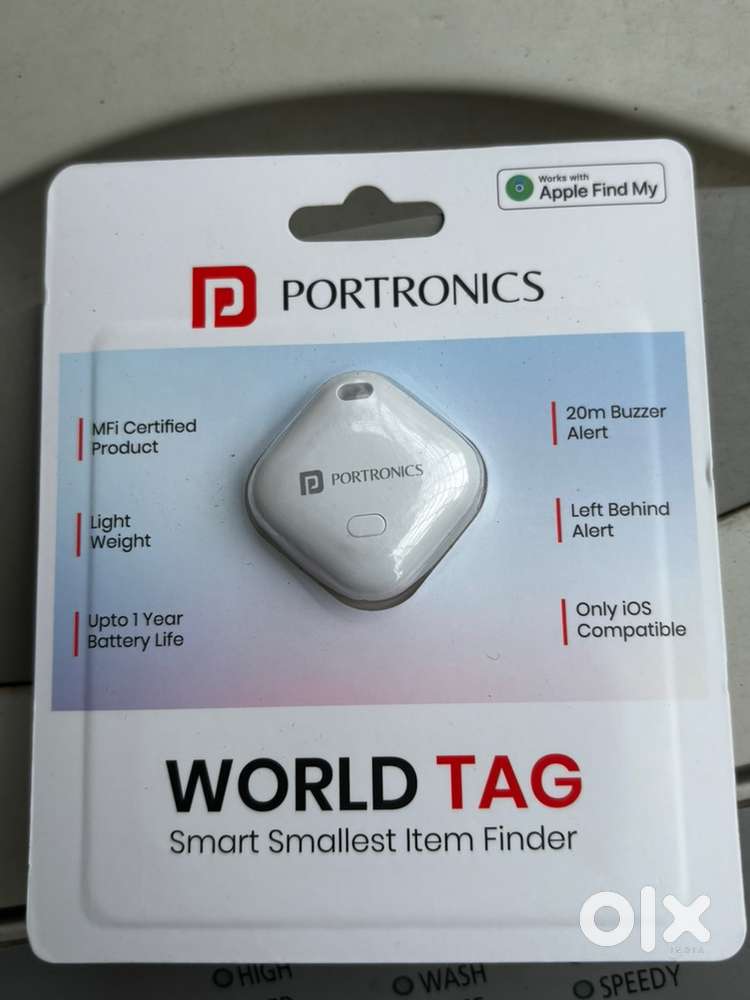 Works with
Apple Find My
PORTRONICS
MFi Certified
Product
20m Buzzer
Alert
PORTRONICS
Light
Weight
Left Behind
Alert
Upto 1 Year
Battery Life
Only iOS
Compatible
WORLD TAG
Smart Smallest Item Finder
olx
INDIA
HIGH
WASH
SPEEDY